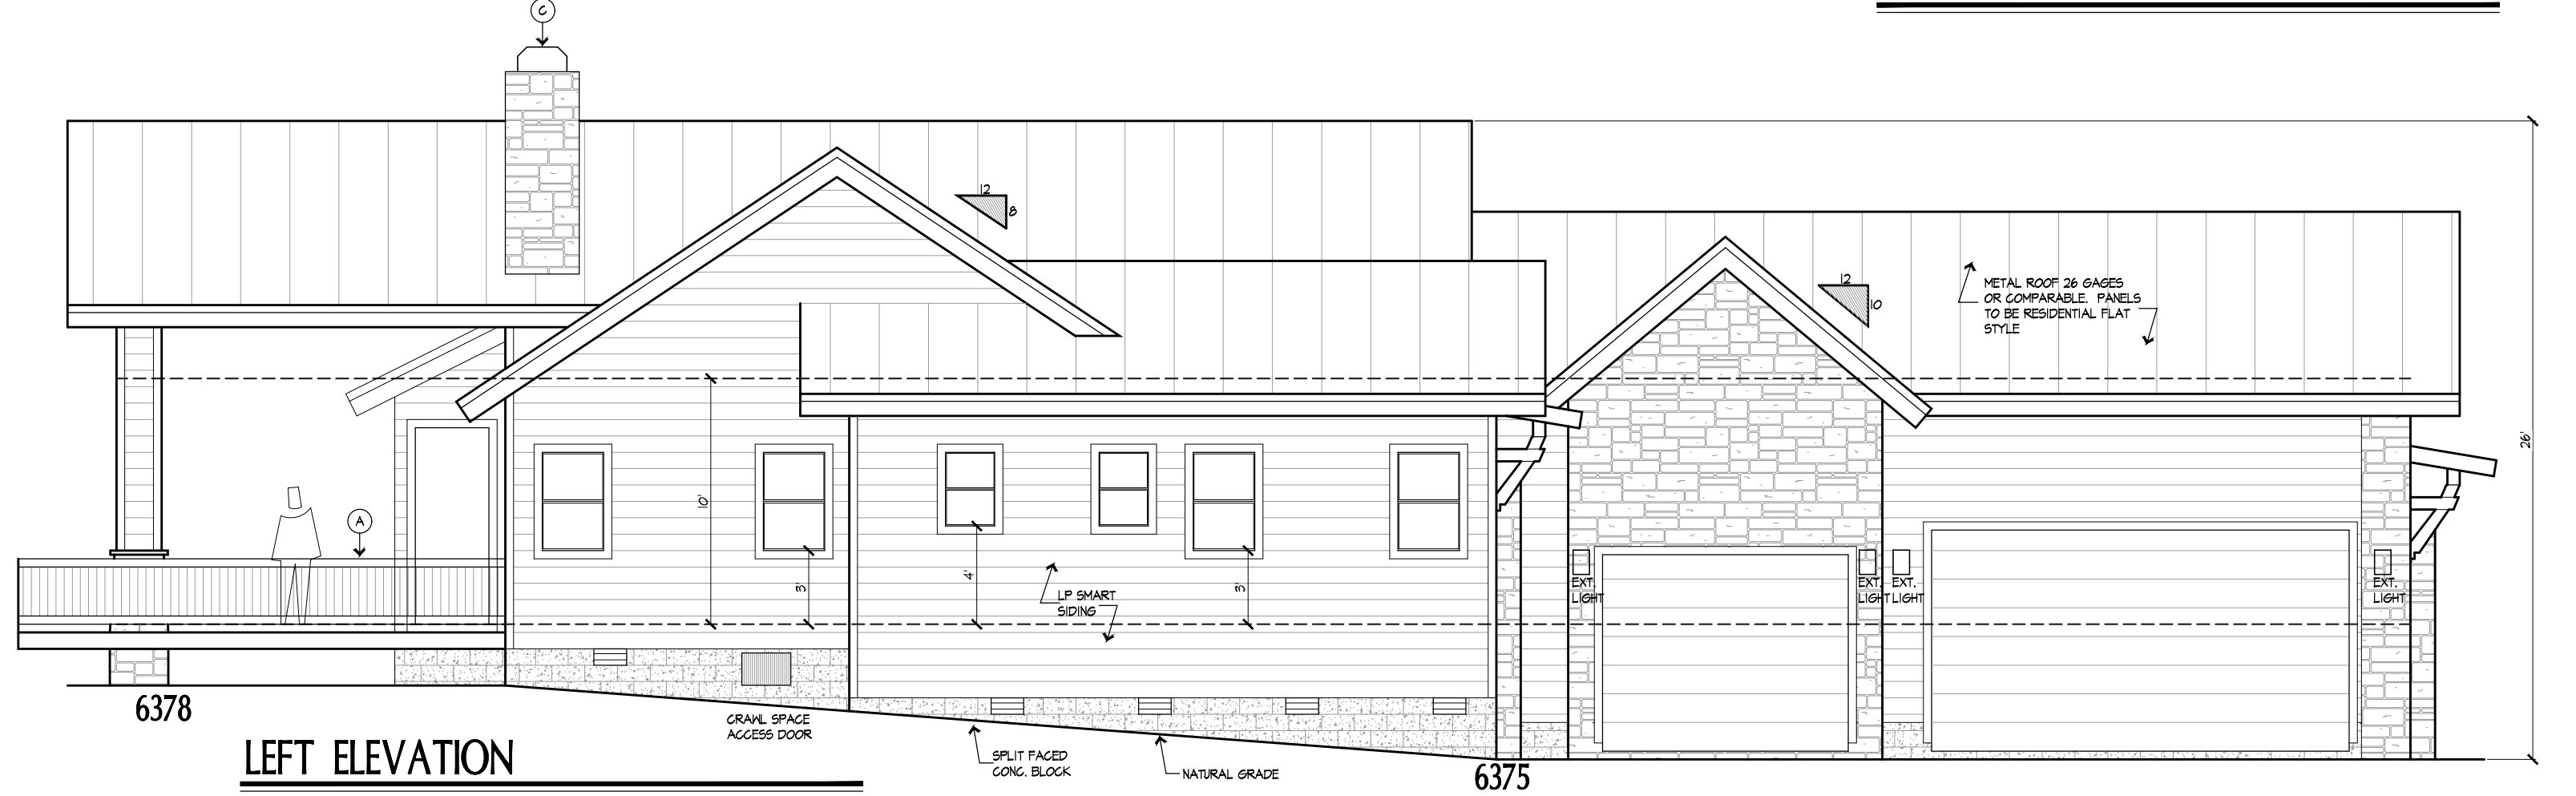 C
12
8
12
10
METAL ROOF 26 GAGES
OR COMPARABLE. PANELS
TO BE RESIDENTIAL FLAT
STYLE
26'
10'
A
3'
4'
3'
LP SMART
SIDING
EXT.
LIGHT
EXT.
LIGHT
EXT.
LIGHT
EXT.
LIGHT
6378
CRAWL SPACE
ACCESS DOOR
SPLIT FACED
CONC. BLOCK
NATURAL GRADE
6375
LEFT ELEVATION